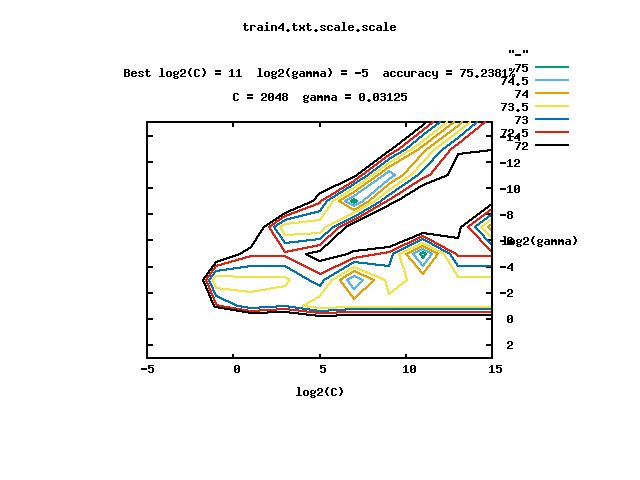 train4.txt.scale.scale
"-"
Best log2(C) = 11  log2(gamma) = -5  accuracy = 75.2381%
75
74.5
C = 2048  gamma = 0.03125
74
73.5
73
72.5
72
-14
-12
-10
-8
-6
log2(gamma)
-4
-2
0
2
-5 0 5 10 15
log2(C)